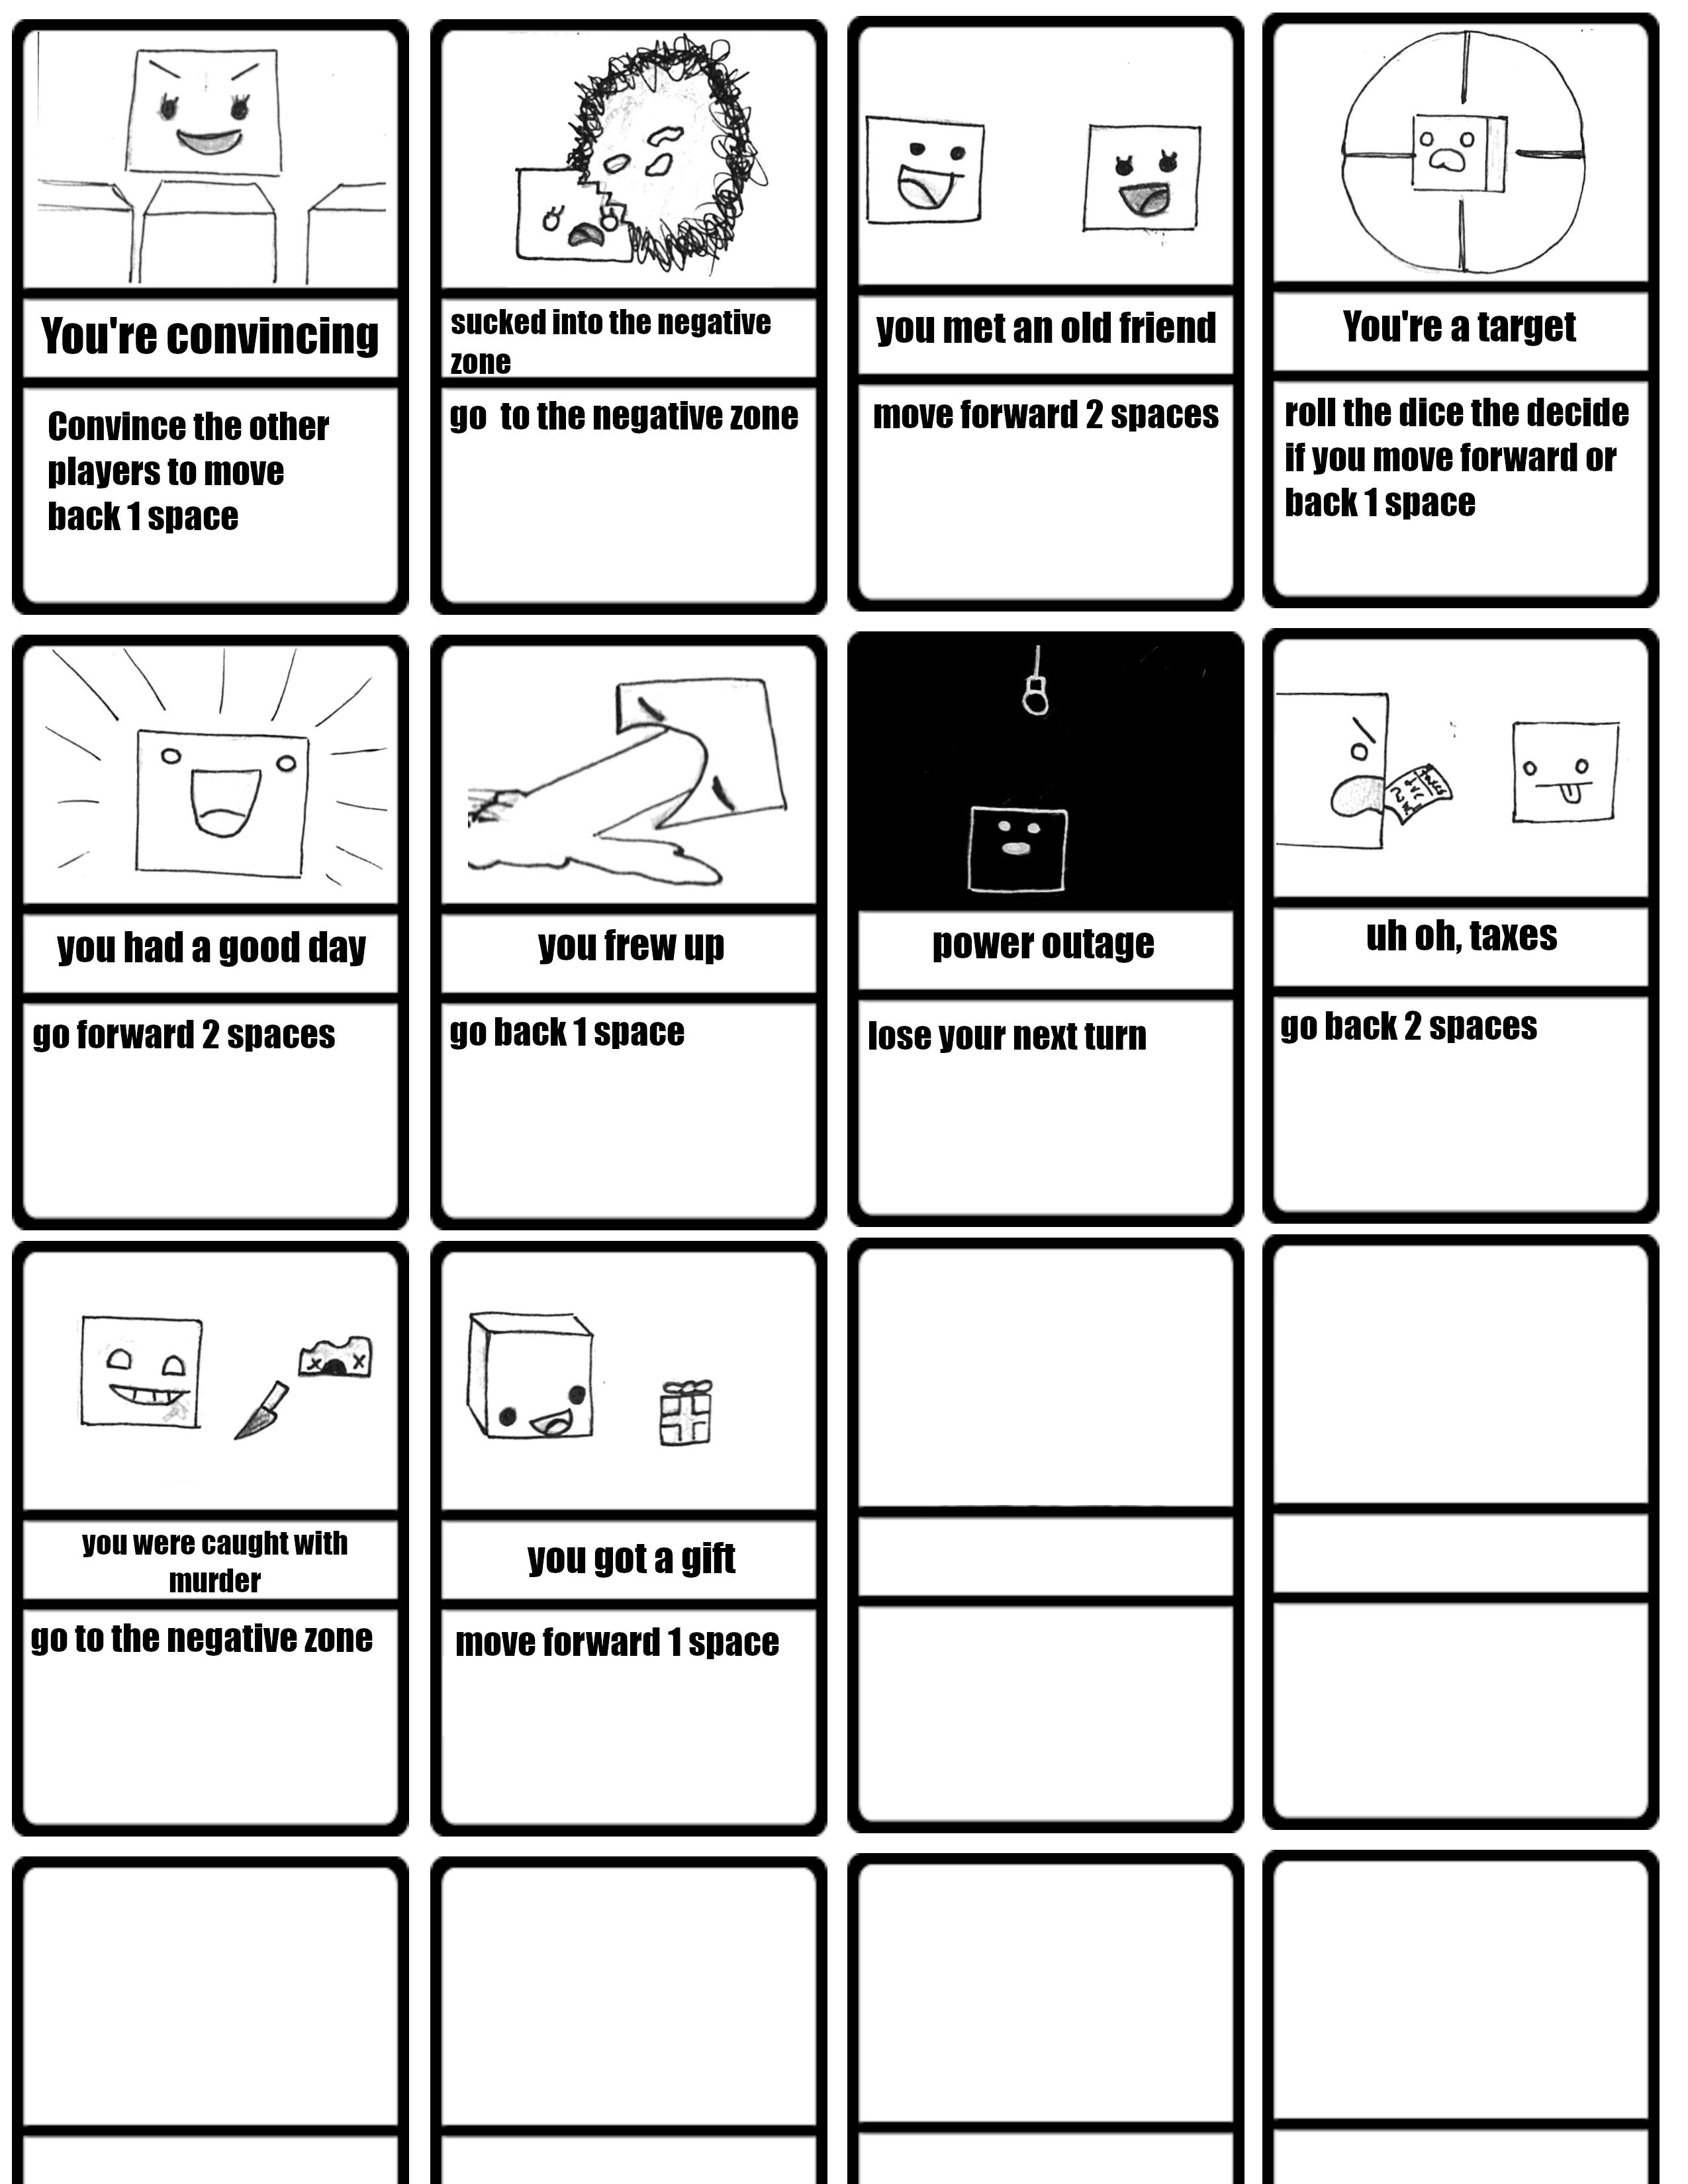 You're convincing
Convince the other
players to move
back 1 space
sucked into the negative
zone
go  to the negative zone
you met an old friend
move forward 2 spaces
You're a target
roll the dice the decide
if you move forward or
back 1 space
you had a good day
go forward 2 spaces
you frew up
go back 1 space
power outage
lose your next turn
uh oh, taxes
go back 2 spaces
you were caught with
murder
go to the negative zone
you got a gift
move forward 1 space